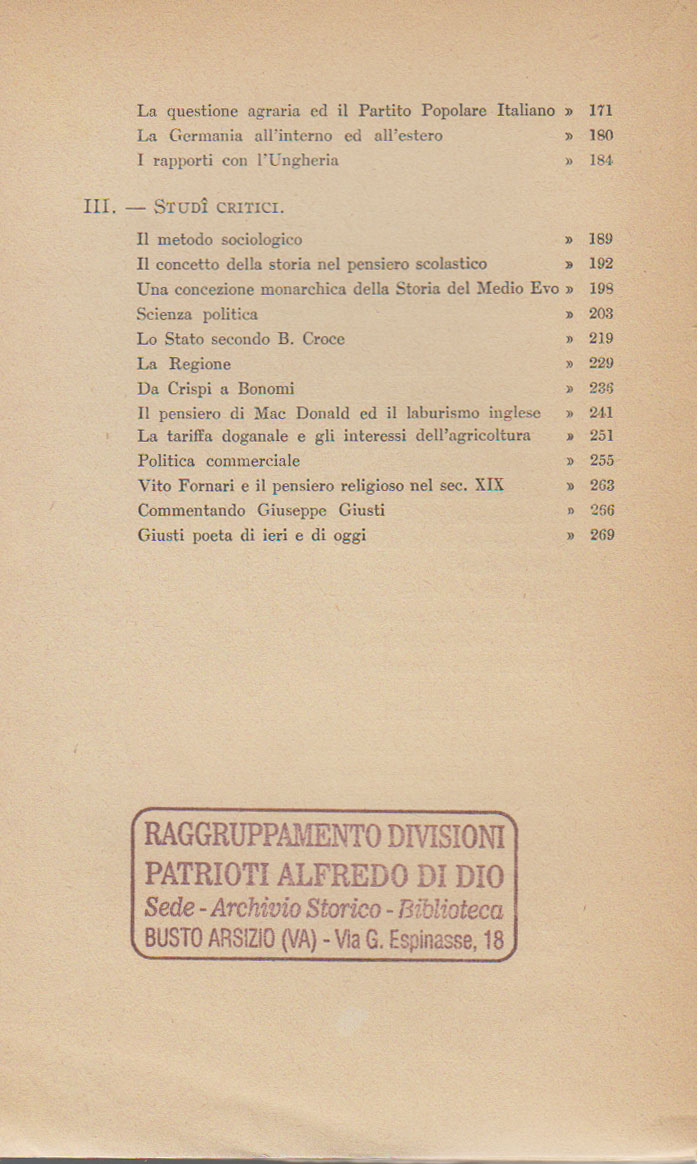 La questione agraria ed il Partito Popolare Italiano » 171
La Germania all'interno ed all'estero » 180
I rapporti con l'Ungheria » 184
III. — STUDÎ CRITICI.
Il metodo sociologico » 189
Il concetto della storia nel pensiero scolastico » 192
Una concezione monarchica della Storia del Medio Evo » 198
Scienza politica » 203
Lo Stato secondo B. Croce » 219
La Regione » 229
Da Crispi a Bonomi » 236
Il pensiero di Mac Donald ed il laburismo inglese » 241
La tariffa doganale e gli interessi dell'agricoltura » 251
Politica commerciale » 255
Vito Fornari e il pensiero religioso nel sec. XIX » 263
Commentando Giuseppe Giusti » 266
Giusti poeta di ieri e di oggi » 269
RAGGRUPPAMENTO DIVISIONI
PATRIOTI ALFREDO DI DIO
Sede - Archivio Storico - Biblioteca
BUSTO ARSIZIO (VA) - Via G. Espinasse, 18